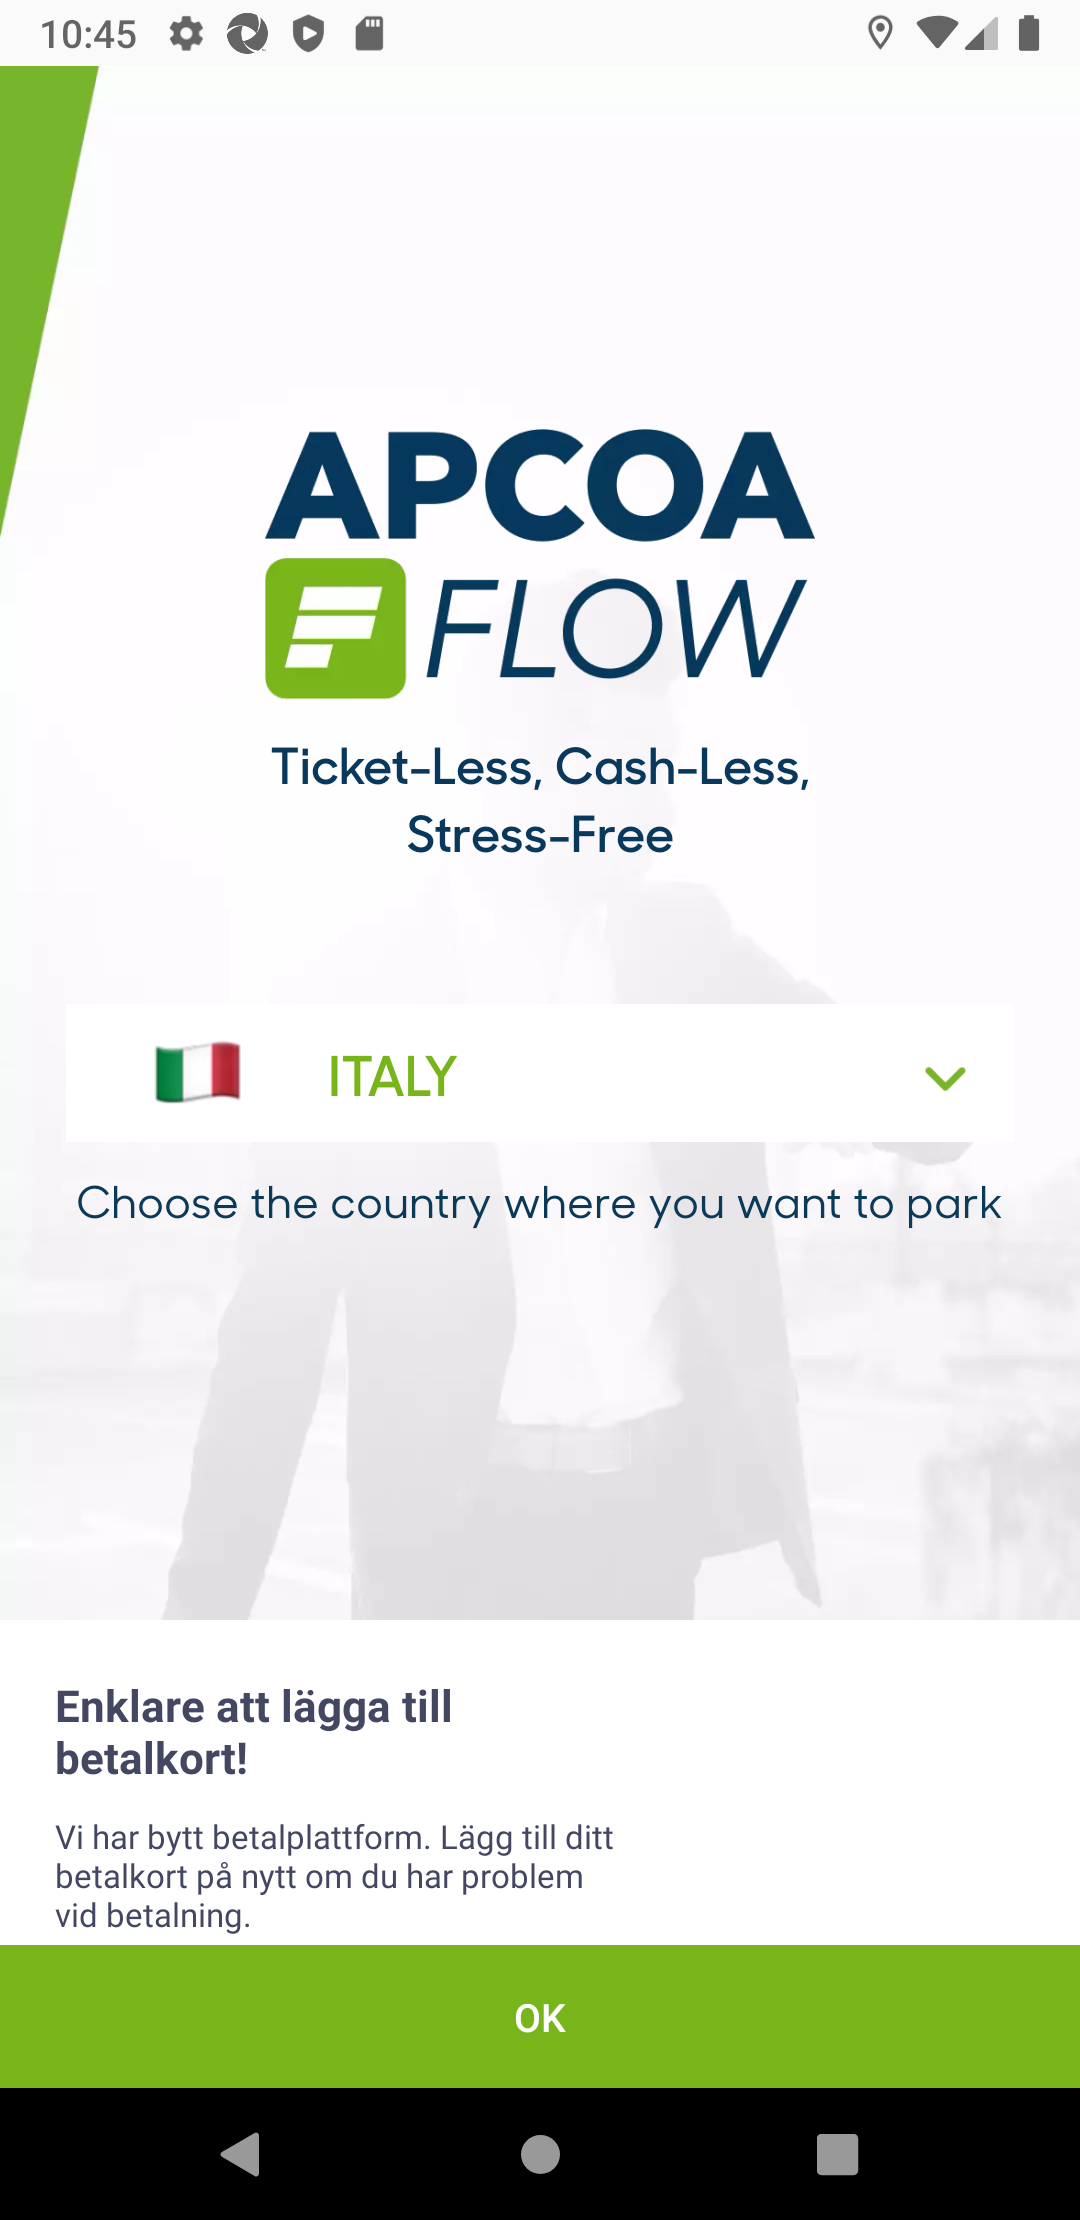 10:45
APCOA
FLOW
Ticket-Less, Cash-Less,
Stress-Free
ITALY
Choose the country where you want to park
Enklare att lägga till
betalkort!
Vi har bytt betalplattform. Lägg till ditt
betalkort på nytt om du har problem
vid betalning.
OK